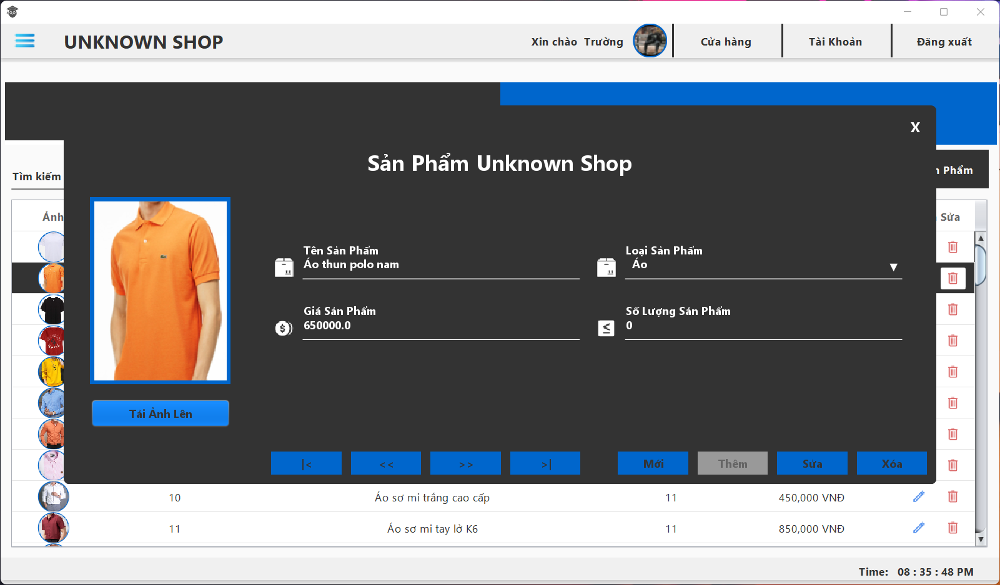 UNKNOWN SHOP
Xin chào Trường
Cửa hàng
Tài Khoản
Đăng xuất
X
Sản Phẩm Unknown Shop
Tìm kiếm
Phẩm
Ảnh
Sửa
Tên Sản Phẩm
Áo thun polo nam
Loại Sản Phẩm
Áo
Giá Sản Phẩm
650000.0
Số Lượng Sản Phẩm
0
Tải Ảnh Lên
|<
<<
>>
>|
Mới
Thêm
Sửa
Xóa
10 Áo sơ mi trắng cao cấp 11 450,000 VNĐ
11 Áo sơ mi tay lở K6 11 850,000 VNĐ
Time: 08 : 35 : 48 PM